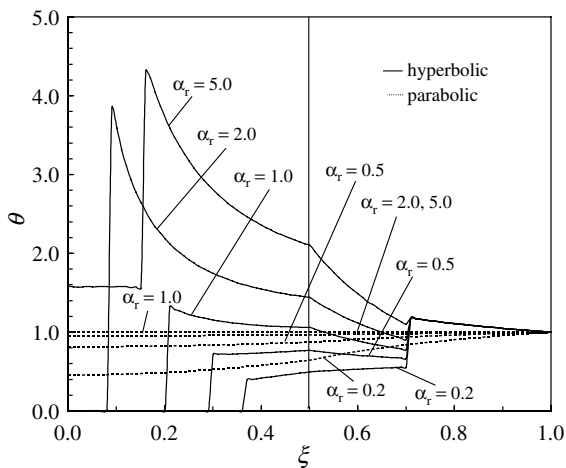 5.0
4.0
3.0
2.0
1.0
0.0
θ
hyperbolic
parabolic
αr = 5.0
αr = 2.0
αr = 1.0
αr = 0.5
αr = 2.0, 5.0
αr = 0.5
αr = 1.0
αr = 0.2
αr = 0.2
0.0 0.2 0.4 0.6 0.8 1.0
ξ